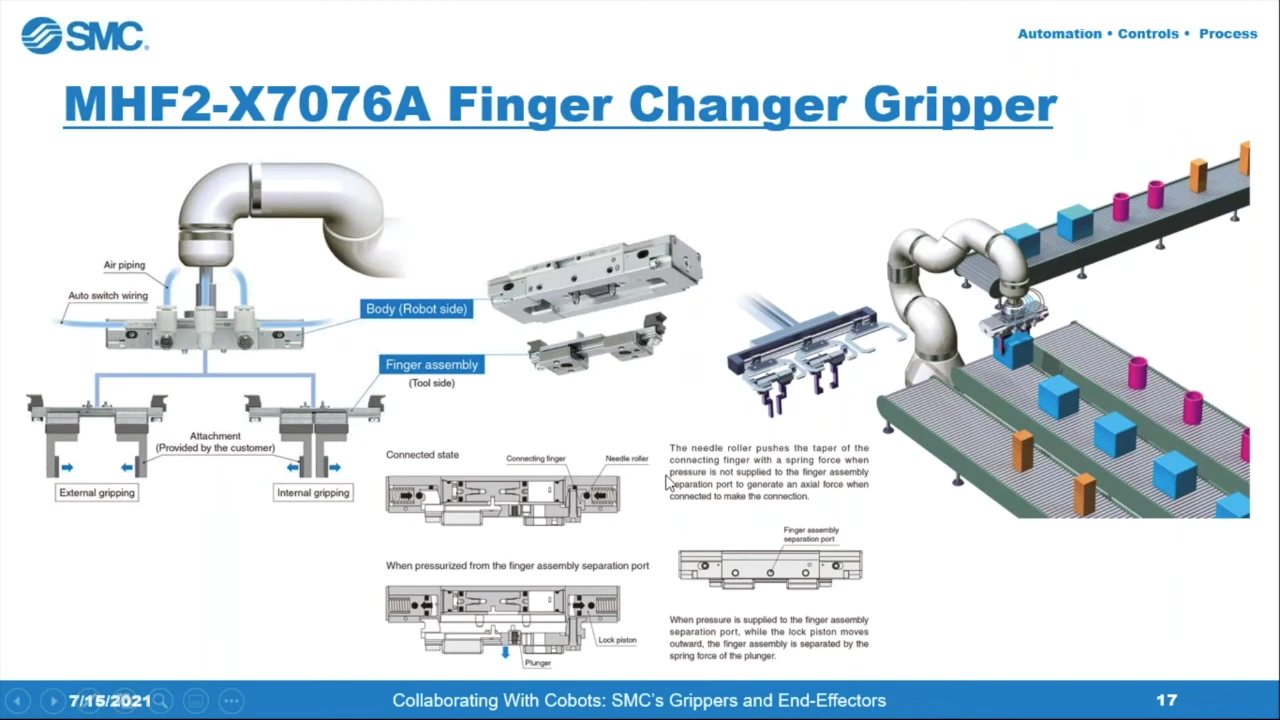 SMC
Automation • Controls • Process
MHF2-X7076A Finger Changer Gripper
Air piping
Auto switch wiring
Body (Robot side)
Finger assembly
(Tool side)
Attachment
(Provided by the customer)
External gripping
Internal gripping
Connected state
Connecting finger
Needle roller
The needle roller pushes the taper of the
connecting finger with a spring force when
pressure is not supplied to the finger assembly
separation port to generate an axial force when
connected to make the connection.
Finger assembly
separation port
When pressurized from the finger assembly separation port
Lock piston
Plunger
When pressure is supplied to the finger assembly
separation port, while the lock piston moves
outward, the finger assembly is separated by the
spring force of the plunger.
7/15/2021
Collaborating With Cobots: SMC's Grippers and End-Effectors
17